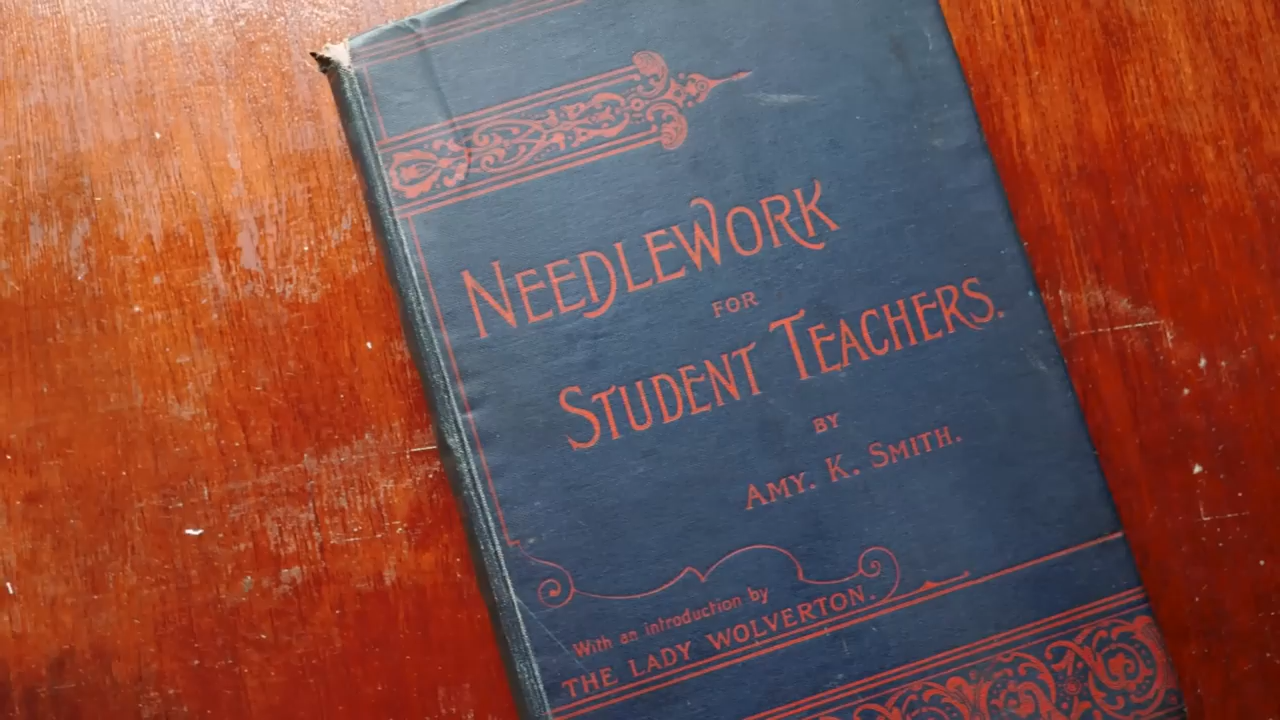 NEEDLEWORK
FOR
STUDENT TEACHERS.
BY
AMY. K. SMITH.
With an introduction by
THE LADY WOLVERTON.